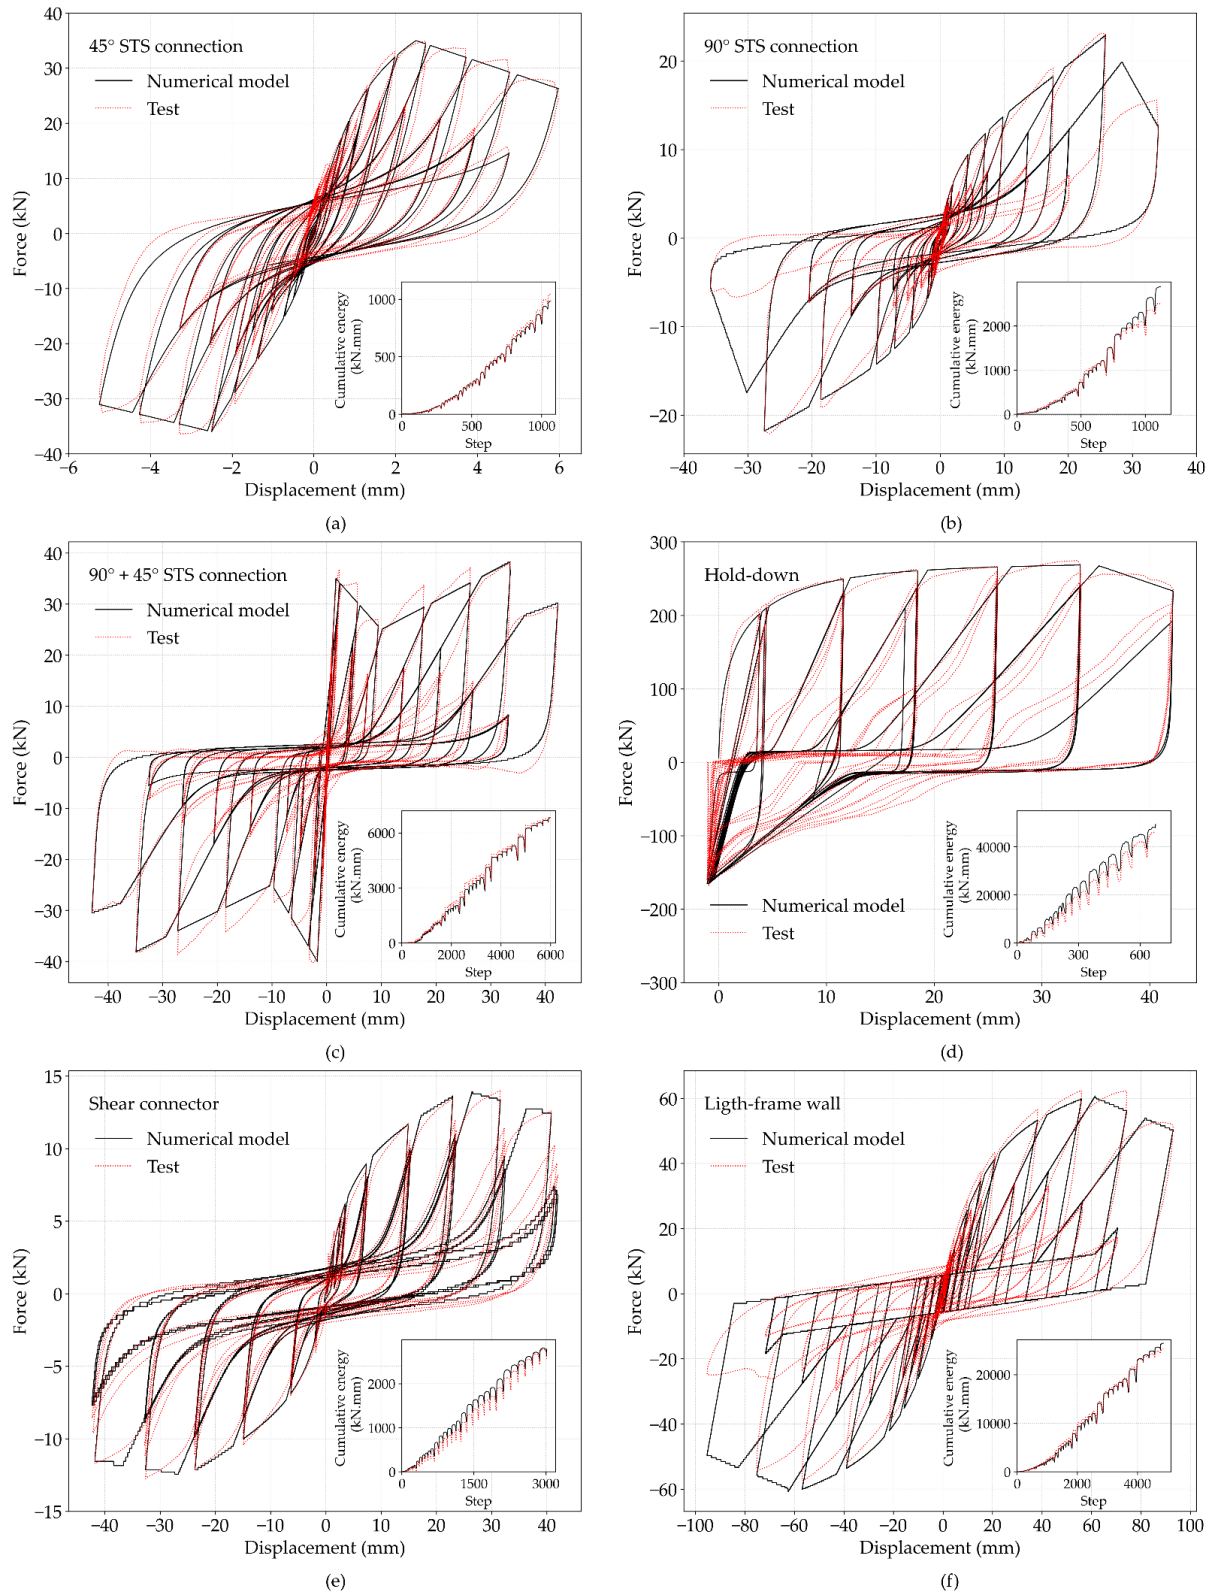 45° STS connection
Numerical model
Test
Force (kN)
40
30
20
10
0
−10
−20
−30
−40
−6
−4
−2
0
2
4
6
Displacement (mm)
Cumulative energy
(kN.mm)
1000
500
0
0
500
1000
Step
(a)
90° STS connection
Numerical model
Test
Force (kN)
20
10
0
−10
−20
−40
−30
−20
−10
0
10
20
30
40
Displacement (mm)
Cumulative energy
(kN.mm)
2000
1000
0
0
500
1000
Step
(b)
90° + 45° STS connection
Numerical model
Test
Force (kN)
40
30
20
10
0
−10
−20
−30
−40
−40
−30
−20
−10
0
10
20
30
40
Displacement (mm)
Cumulative energy
(kN.mm)
6000
3000
0
0
2000
4000
6000
Step
(c)
Hold-down
Numerical model
Test
Force (kN)
300
200
100
0
−100
−200
−300
0
10
20
30
40
Displacement (mm)
Cumulative energy
(kN.mm)
40000
20000
0
0
300
600
Step
(d)
Shear connector
Numerical model
Test
Force (kN)
15
10
5
0
−5
−10
−15
−40
−30
−20
−10
0
10
20
30
40
Displacement (mm)
Cumulative energy
(kN.mm)
2000
1000
0
0
1500
3000
Step
(e)
Ligth-frame wall
Numerical model
Test
Force (kN)
60
40
20
0
−20
−40
−60
−100
−80
−60
−40
−20
0
20
40
60
80
100
Displacement (mm)
Cumulative energy
(kN.mm)
20000
10000
0
0
2000
4000
Step
(f)